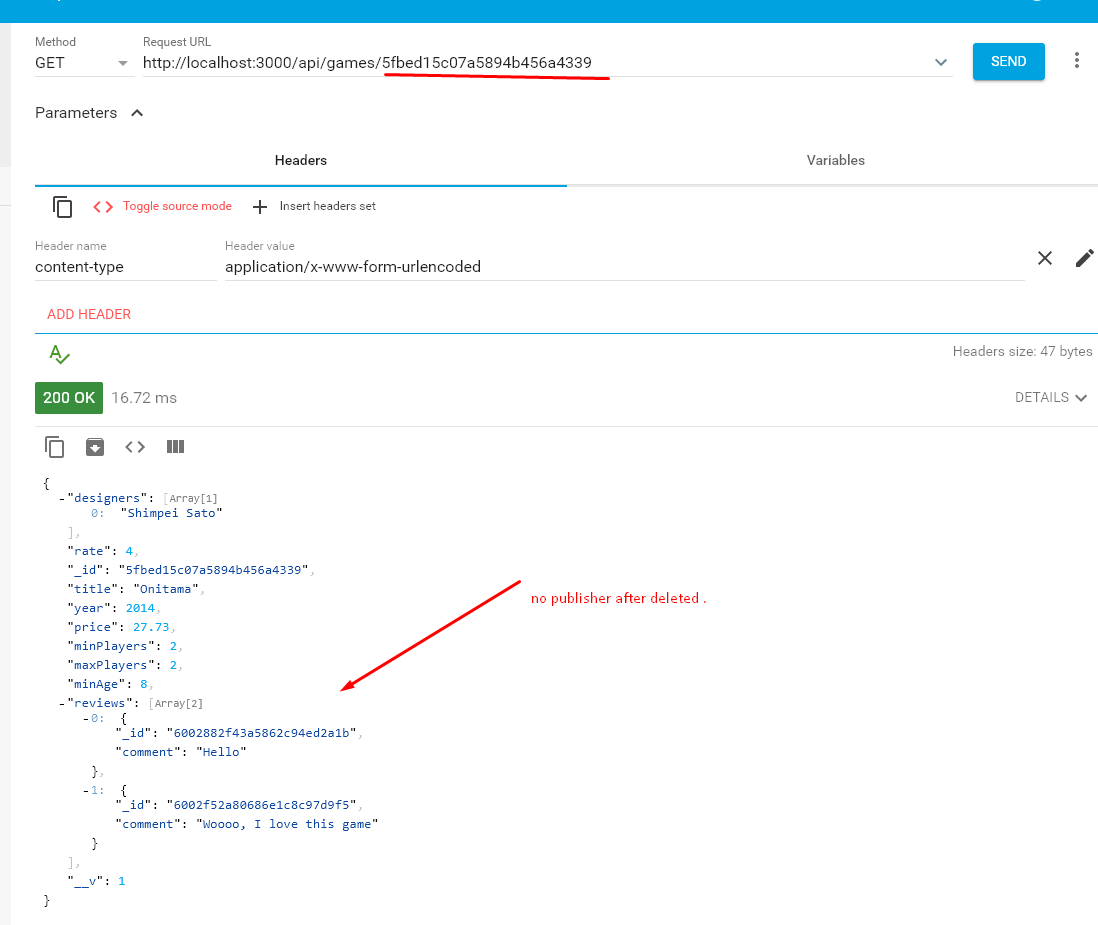 Method
Request URL
GET
http://localhost:3000/api/games/5fbed15c07a5894b456a4339
SEND
Parameters
Headers
Variables
Toggle source mode
Insert headers set
Header name
Header value
content-type
application/x-www-form-urlencoded
ADD HEADER
A
Headers size: 47 bytes
200 OK
16.72 ms
DETAILS
{
-"designers": [Array[1]
0: "Shimpei Sato"
],
"rate": 4,
"_id": "5fbed15c07a5894b456a4339",
"title": "Onitama",
"year": 2014,
"price": 27.73,
"minPlayers": 2,
"maxPlayers": 2,
"minAge": 8,
-"reviews": [Array[2]
-0: {
"_id": "6002882f43a5862c94ed2a1b",
"comment": "Hello"
},
-1: {
"_id": "6002f52a80686e1c8c97d9f5",
"comment": "Woooo, I love this game"
}
],
"__v": 1
}
no publisher after deleted .